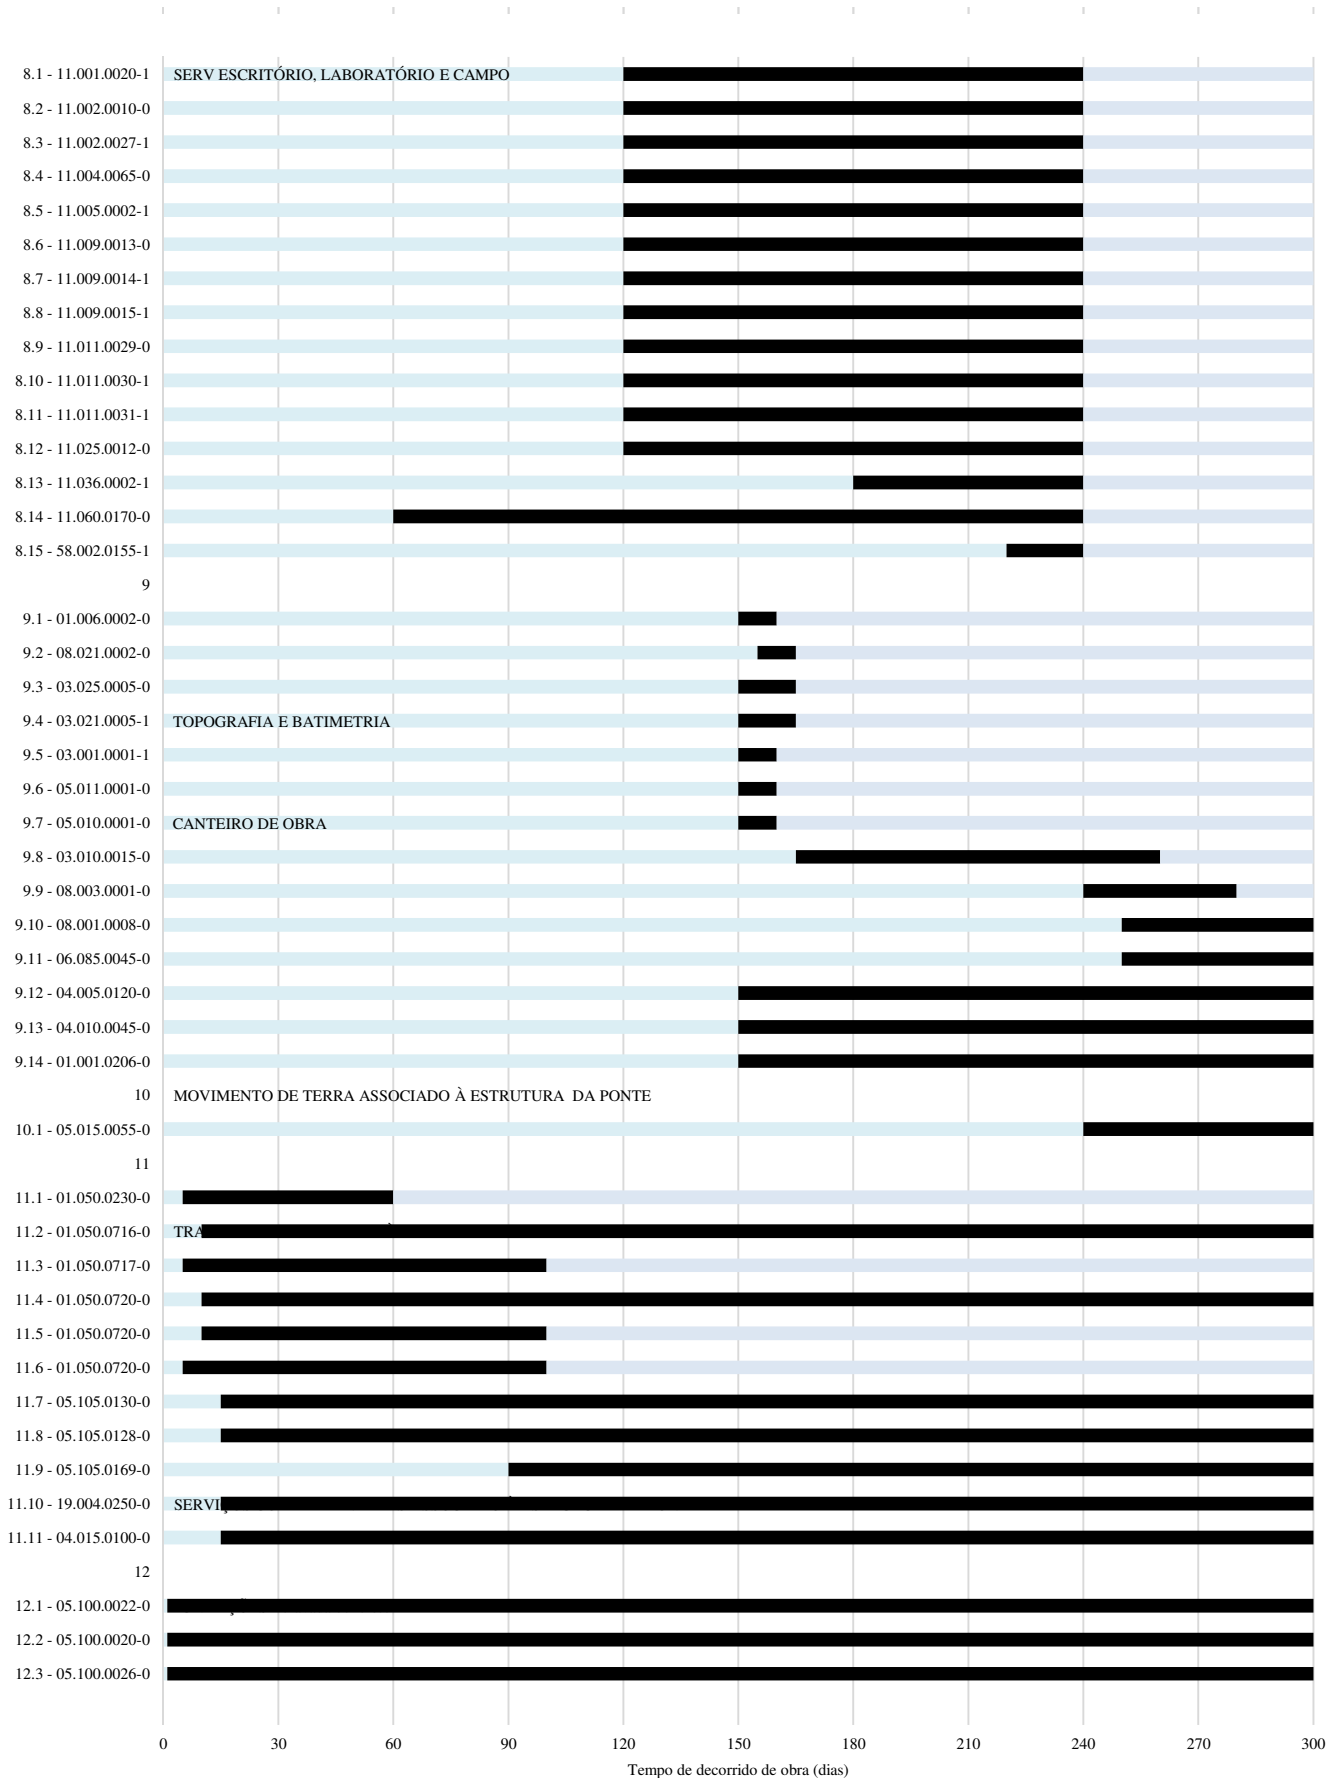 8.1 - 11.001.0020-1 SERV ESCRITÓRIO, LABORATÓRIO E CAMPO
8.2 - 11.002.0010-0
8.3 - 11.002.0027-1
8.4 - 11.004.0065-0
8.5 - 11.005.0002-1
8.6 - 11.009.0013-0
8.7 - 11.009.0014-1
8.8 - 11.009.0015-1
8.9 - 11.011.0029-0
8.10 - 11.011.0030-1
8.11 - 11.011.0031-1
8.12 - 11.025.0012-0
8.13 - 11.036.0002-1
8.14 - 11.060.0170-0
8.15 - 58.002.0155-1
9
9.1 - 01.006.0002-0
9.2 - 08.021.0002-0
9.3 - 03.025.0005-0
9.4 - 03.021.0005-1 TOPOGRAFIA E BATIMETRIA
9.5 - 03.001.0001-1
9.6 - 05.011.0001-0
9.7 - 05.010.0001-0 CANTEIRO DE OBRA
9.8 - 03.010.0015-0
9.9 - 08.003.0001-0
9.10 - 08.001.0008-0
9.11 - 06.085.0045-0
9.12 - 04.005.0120-0
9.13 - 04.010.0045-0
9.14 - 01.001.0206-0
10 MOVIMENTO DE TERRA ASSOCIADO À ESTRUTURA DA PONTE
10.1 - 05.015.0055-0
11
11.1 - 01.050.0230-0
11.2 - 01.050.0716-0
11.3 - 01.050.0717-0
11.4 - 01.050.0720-0
11.5 - 01.050.0720-0
11.6 - 01.050.0720-0
11.7 - 05.105.0130-0
11.8 - 05.105.0128-0
11.9 - 05.105.0169-0
11.10 - 19.004.0250-0
11.11 - 04.015.0100-0
12
12.1 - 05.100.0022-0
12.2 - 05.100.0020-0
12.3 - 05.100.0026-0
0 30 60 90 120 150 180 210 240 270 300
Tempo de decorrido de obra (dias)